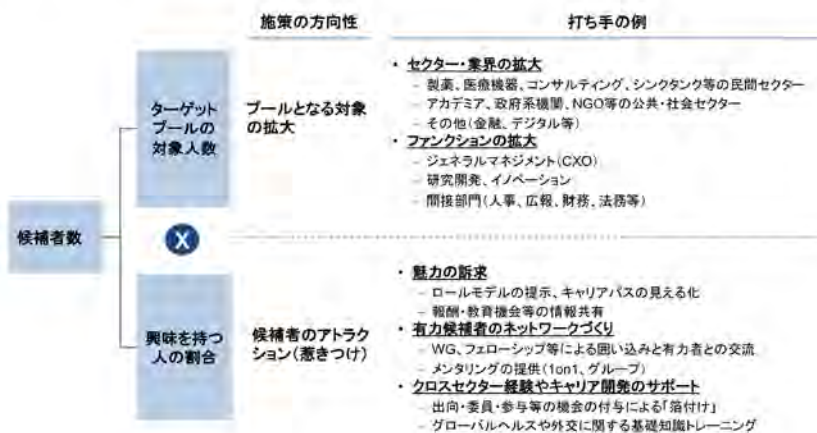 施策の方向性
打ち手の例
候補者数
ターゲット
プールの
対象人数
プールとなる対象
の拡大
・ セクター・業界の拡大
– 製薬、医療機器、コンサルティング、シンクタンク等の民間セクター
– アカデミア、政府系機関、NGO等の公共・社会セクター
– その他(金融、デジタル等)
・ ファンクションの拡大
– ジェネラルマネジメント(CXO)
– 研究開発、イノベーション
– 間接部門(人事、広報、財務、法務等)
X
興味を持つ
人の割合
候補者のアトラク
ション(惹きつけ)
・ 魅力の訴求
– ロールモデルの提示、キャリアパスの見える化
– 報酬・教育機会等の情報共有
・ 有力候補者のネットワークづくり
– WG、フェローシップ等による囲い込みと有力者との交流
– メンタリングの提供(1on1、グループ)
・ クロスセクター経験やキャリア開発のサポート
– 出向・委員・参与等の機会の付与による「箔付け」
– グローバルヘルスや外交に関する基礎知識トレーニング